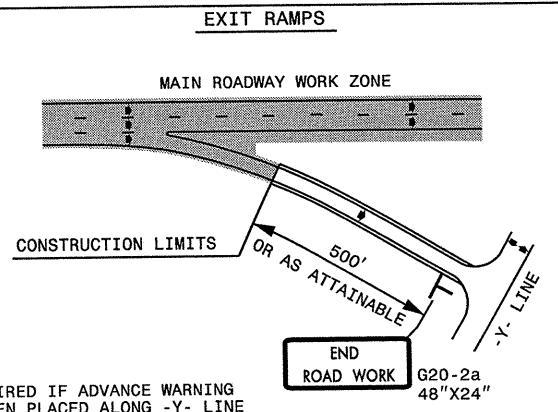 EXIT RAMPS
MAIN ROADWAY WORK ZONE
CONSTRUCTION LIMITS
500'
OR AS ATTAINABLE
-Y- LINE
END
ROAD WORK
G20-2a
48"X24"
IRED IF ADVANCE WARNING
EN PLACED ALONG -Y- LINE